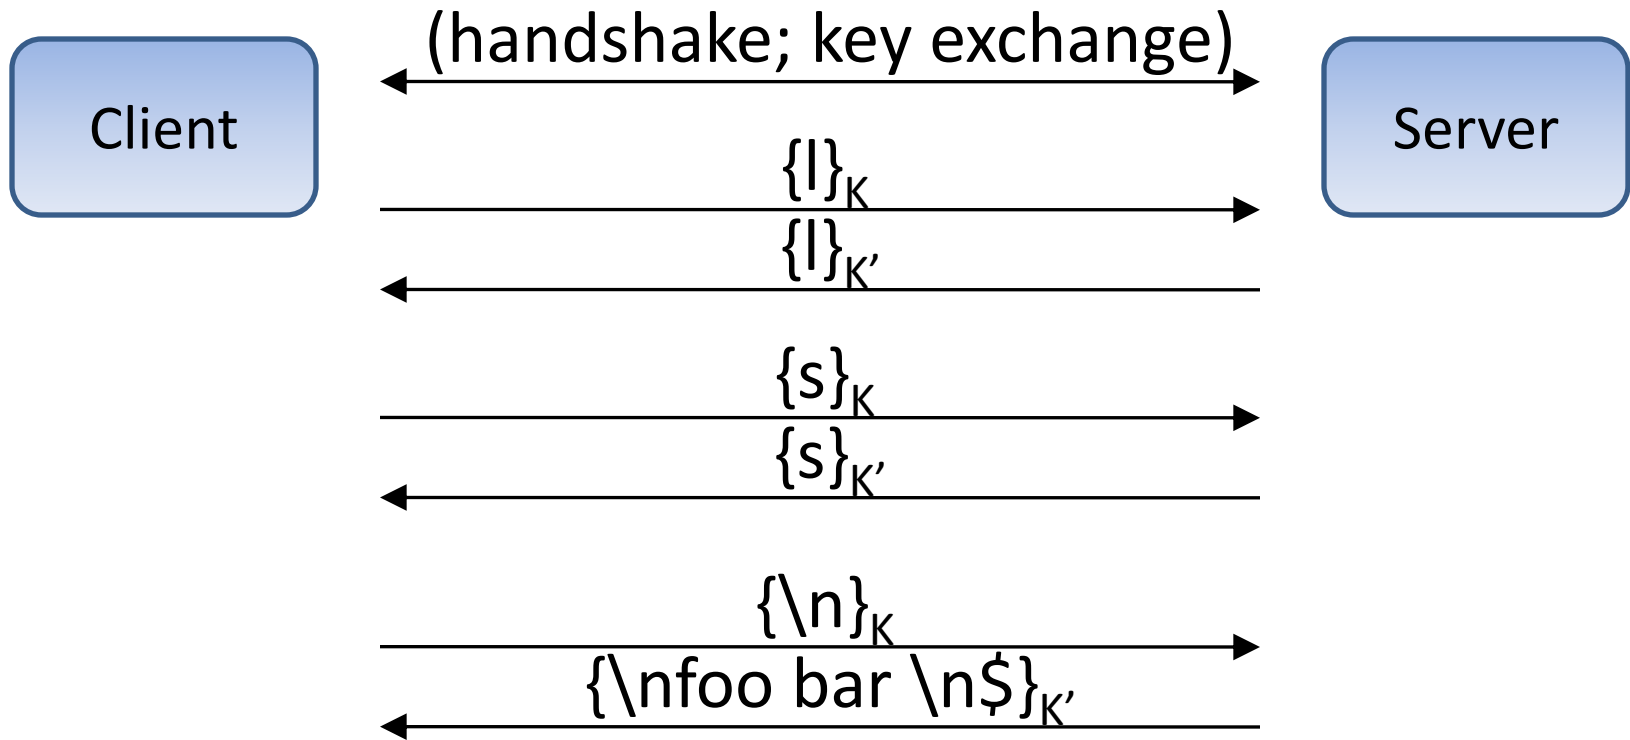 (handshake; key exchange)
Client
Server
{l}K
{l}K’
{s}K
{s}K’
{\n}K
{\nfoo bar \n$}K’